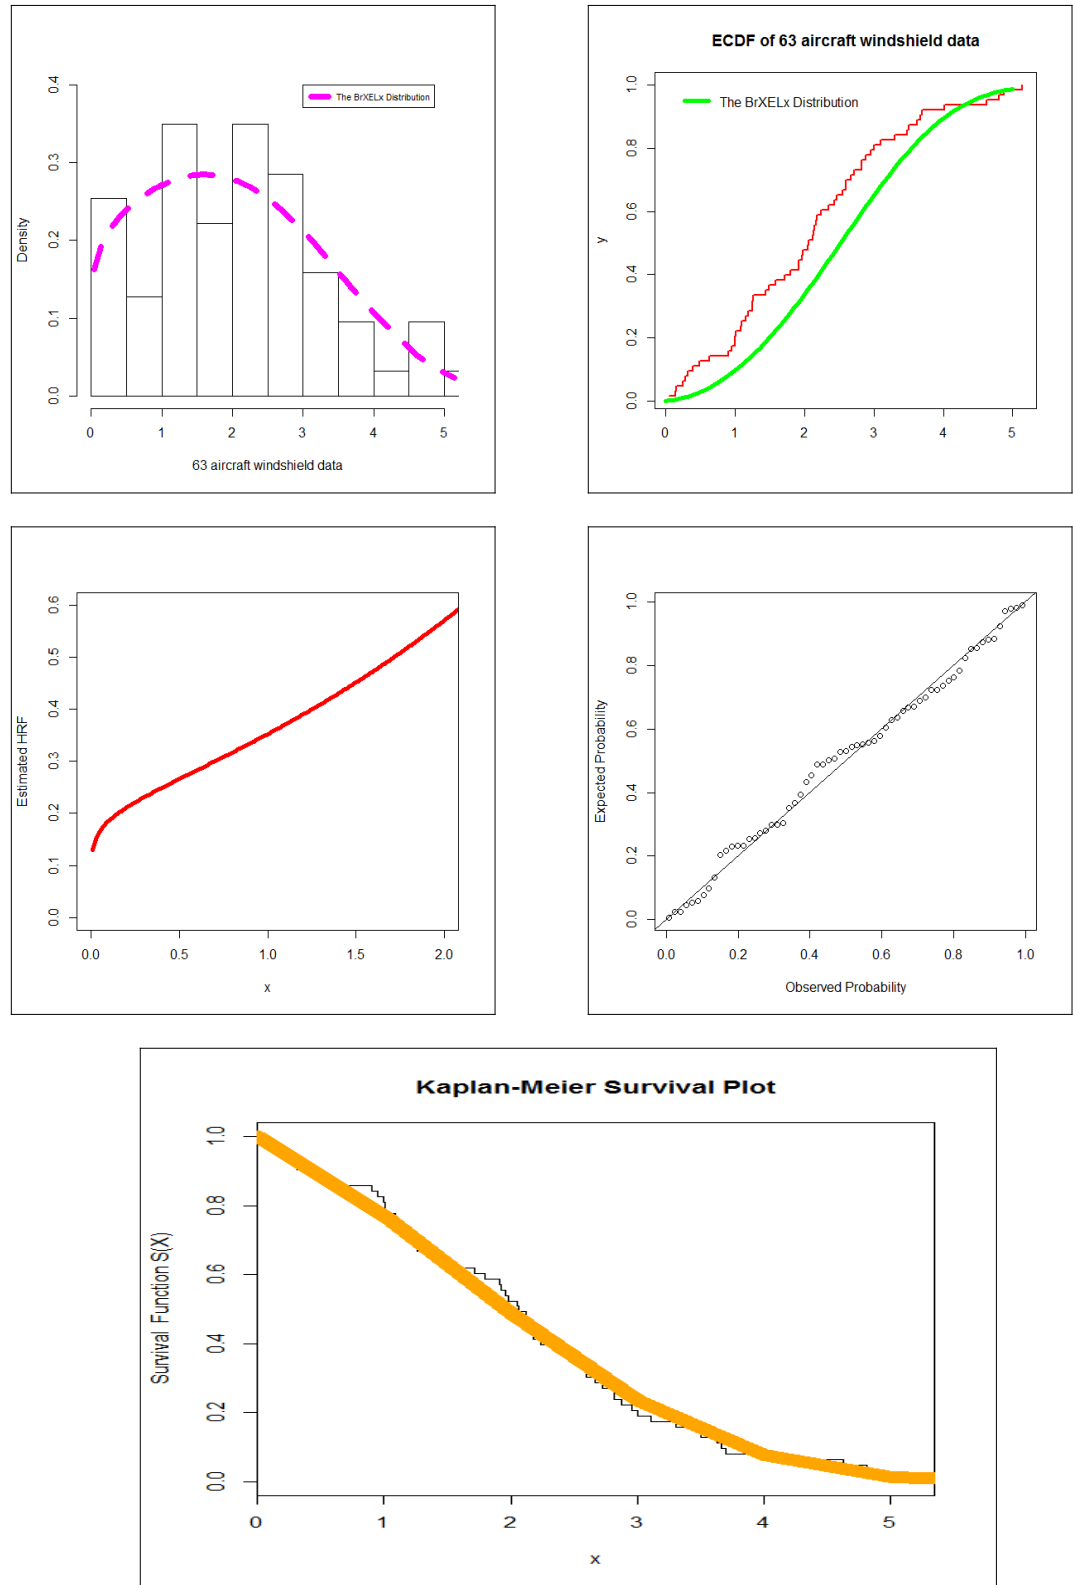 The BrXELx Distribution
Density
0.0 0.1 0.2 0.3 0.4
0 1 2 3 4 5
63 aircraft windshield data
ECDF of 63 aircraft windshield data
The BrXELx Distribution
y
0.0 0.2 0.4 0.6 0.8 1.0
0 1 2 3 4 5
Estimated HRF
0.0 0.1 0.2 0.3 0.4 0.5 0.6
0.0 0.5 1.0 1.5 2.0
x
Expected Probability
0.0 0.2 0.4 0.6 0.8 1.0
0.0 0.2 0.4 0.6 0.8 1.0
Observed Probability
Kaplan-Meier Survival Plot
Survival Function S(X)
0.0 0.2 0.4 0.6 0.8 1.0
0 1 2 3 4 5
x